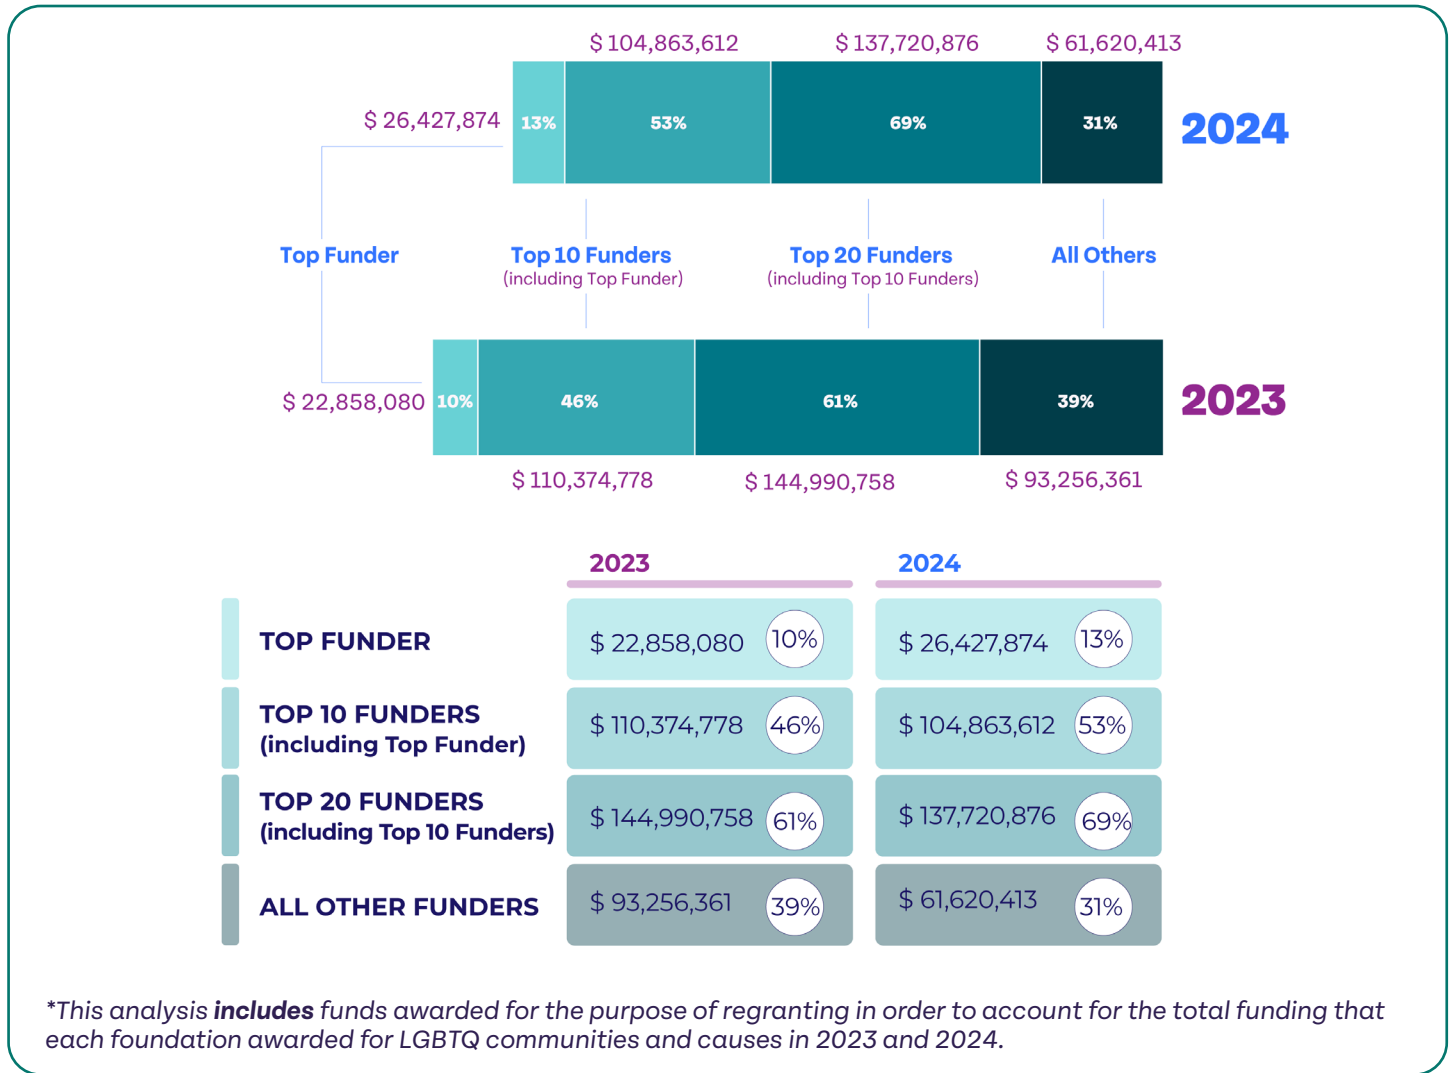 $ 104,863,612 $ 137,720,876 $ 61,620,413
$ 26,427,874 13% 53% 69% 31% 2024
Top Funder Top 10 Funders Top 20 Funders All Others
(including Top Funder) (including Top 10 Funders)
$ 22,858,080 10% 46% 61% 39% 2023
$ 110,374,778 $ 144,990,758 $ 93,256,361
2023 2024
TOP FUNDER $ 22,858,080 10% $ 26,427,874 13%
TOP 10 FUNDERS
(including Top Funder) $ 110,374,778 46% $ 104,863,612 53%
TOP 20 FUNDERS
(including Top 10 Funders) $ 144,990,758 61% $ 137,720,876 69%
ALL OTHER FUNDERS $ 93,256,361 39% $ 61,620,413 31%
*This analysis includes funds awarded for the purpose of regranting in order to account for the total funding that
each foundation awarded for LGBTQ communities and causes in 2023 and 2024.